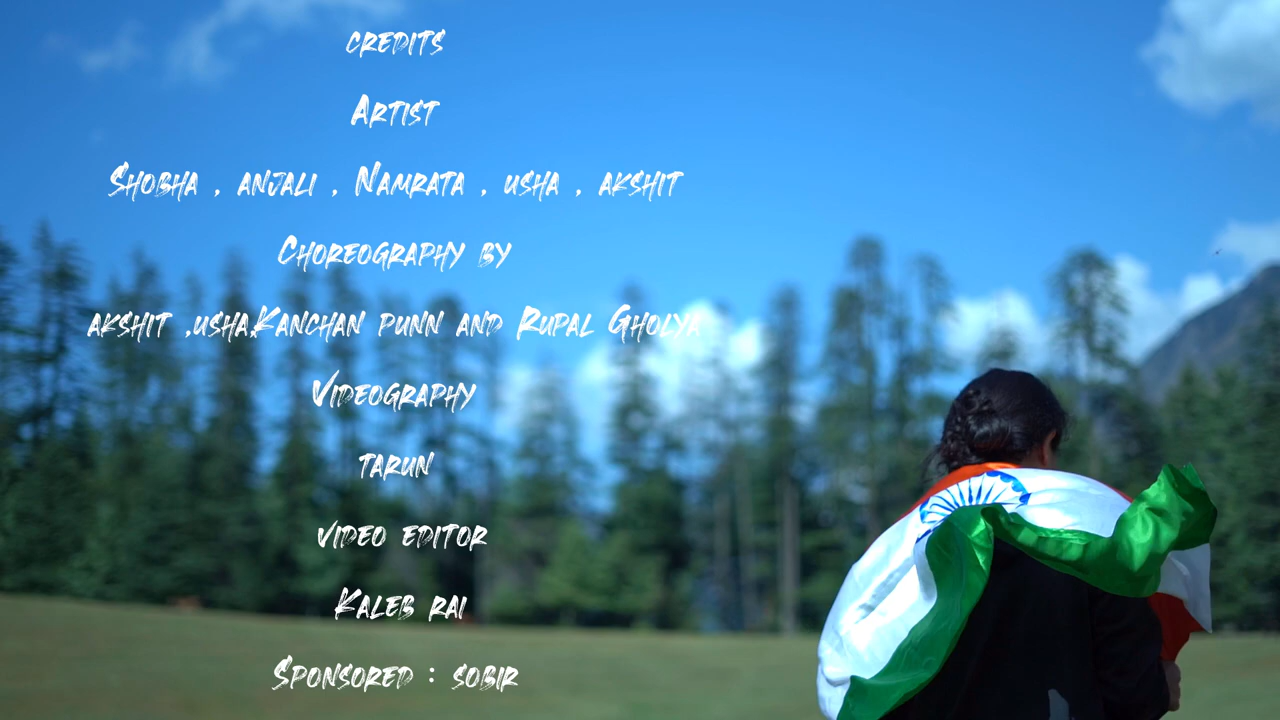 credits
Artist
Shobha , anjali , Namrata , usha , akshit
Choreography by
akshit ,usha,Kanchan punn and Rupal Gholya
Videography
tarun
video editor
Kaleb rai
Sponsored : sobir